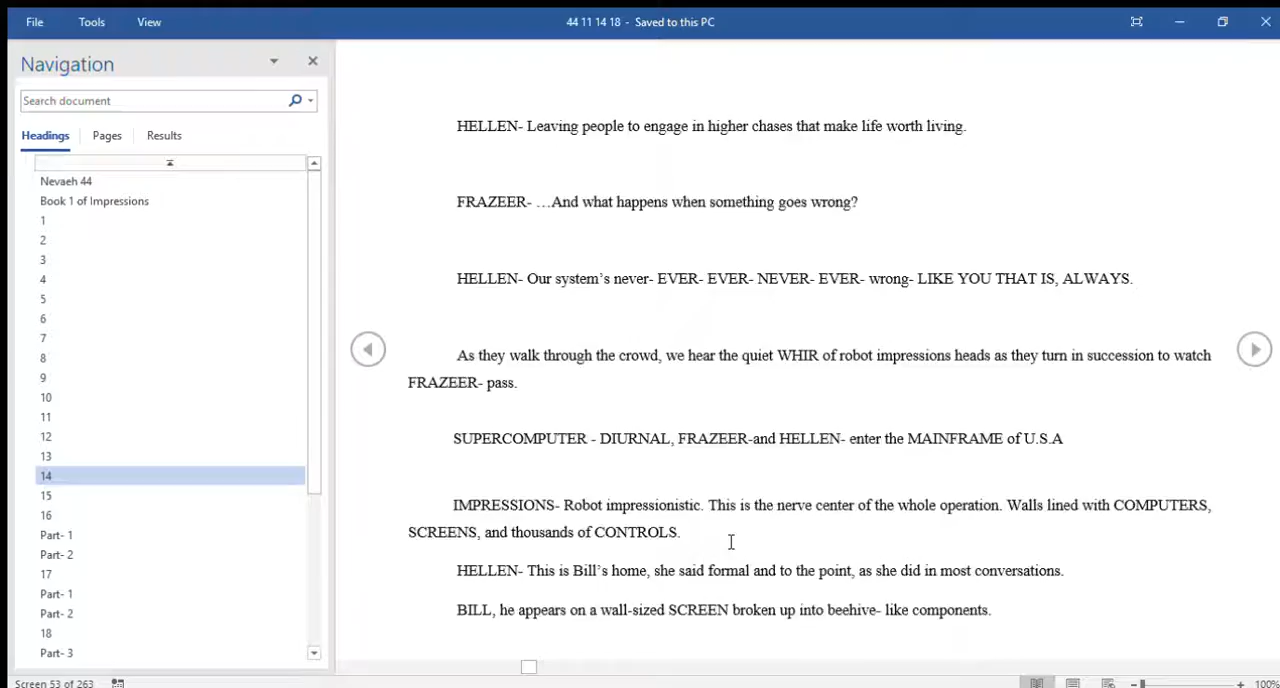 File Tools View 44 11 14 18 - Saved to this PC
Navigation
Search document
Headings Pages Results
Nevaeh 44
Book 1 of Impressions
1
2
3
4
5
6
7
8
9
10
11
12
13
14
15
16
Part- 1
Part- 2
17
Part- 1
Part- 2
18
Part- 3
HELLEN- Leaving people to engage in higher chases that make life worth living.
FRAZEER- …And what happens when something goes wrong?
HELLEN- Our system’s never- EVER- EVER- NEVER- EVER- wrong- LIKE YOU THAT IS, ALWAYS.
As they walk through the crowd, we hear the quiet WHIR of robot impressions heads as they turn in succession to watch
FRAZEER- pass.
SUPERCOMPUTER - DIURNAL, FRAZEER-and HELLEN- enter the MAINFRAME of U.S.A
IMPRESSIONS- Robot impressionistic. This is the nerve center of the whole operation. Walls lined with COMPUTERS,
SCREENS, and thousands of CONTROLS.
HELLEN- This is Bill’s home, she said formal and to the point, as she did in most conversations.
BILL, he appears on a wall-sized SCREEN broken up into beehive- like components.
Screen 53 of 263 100%